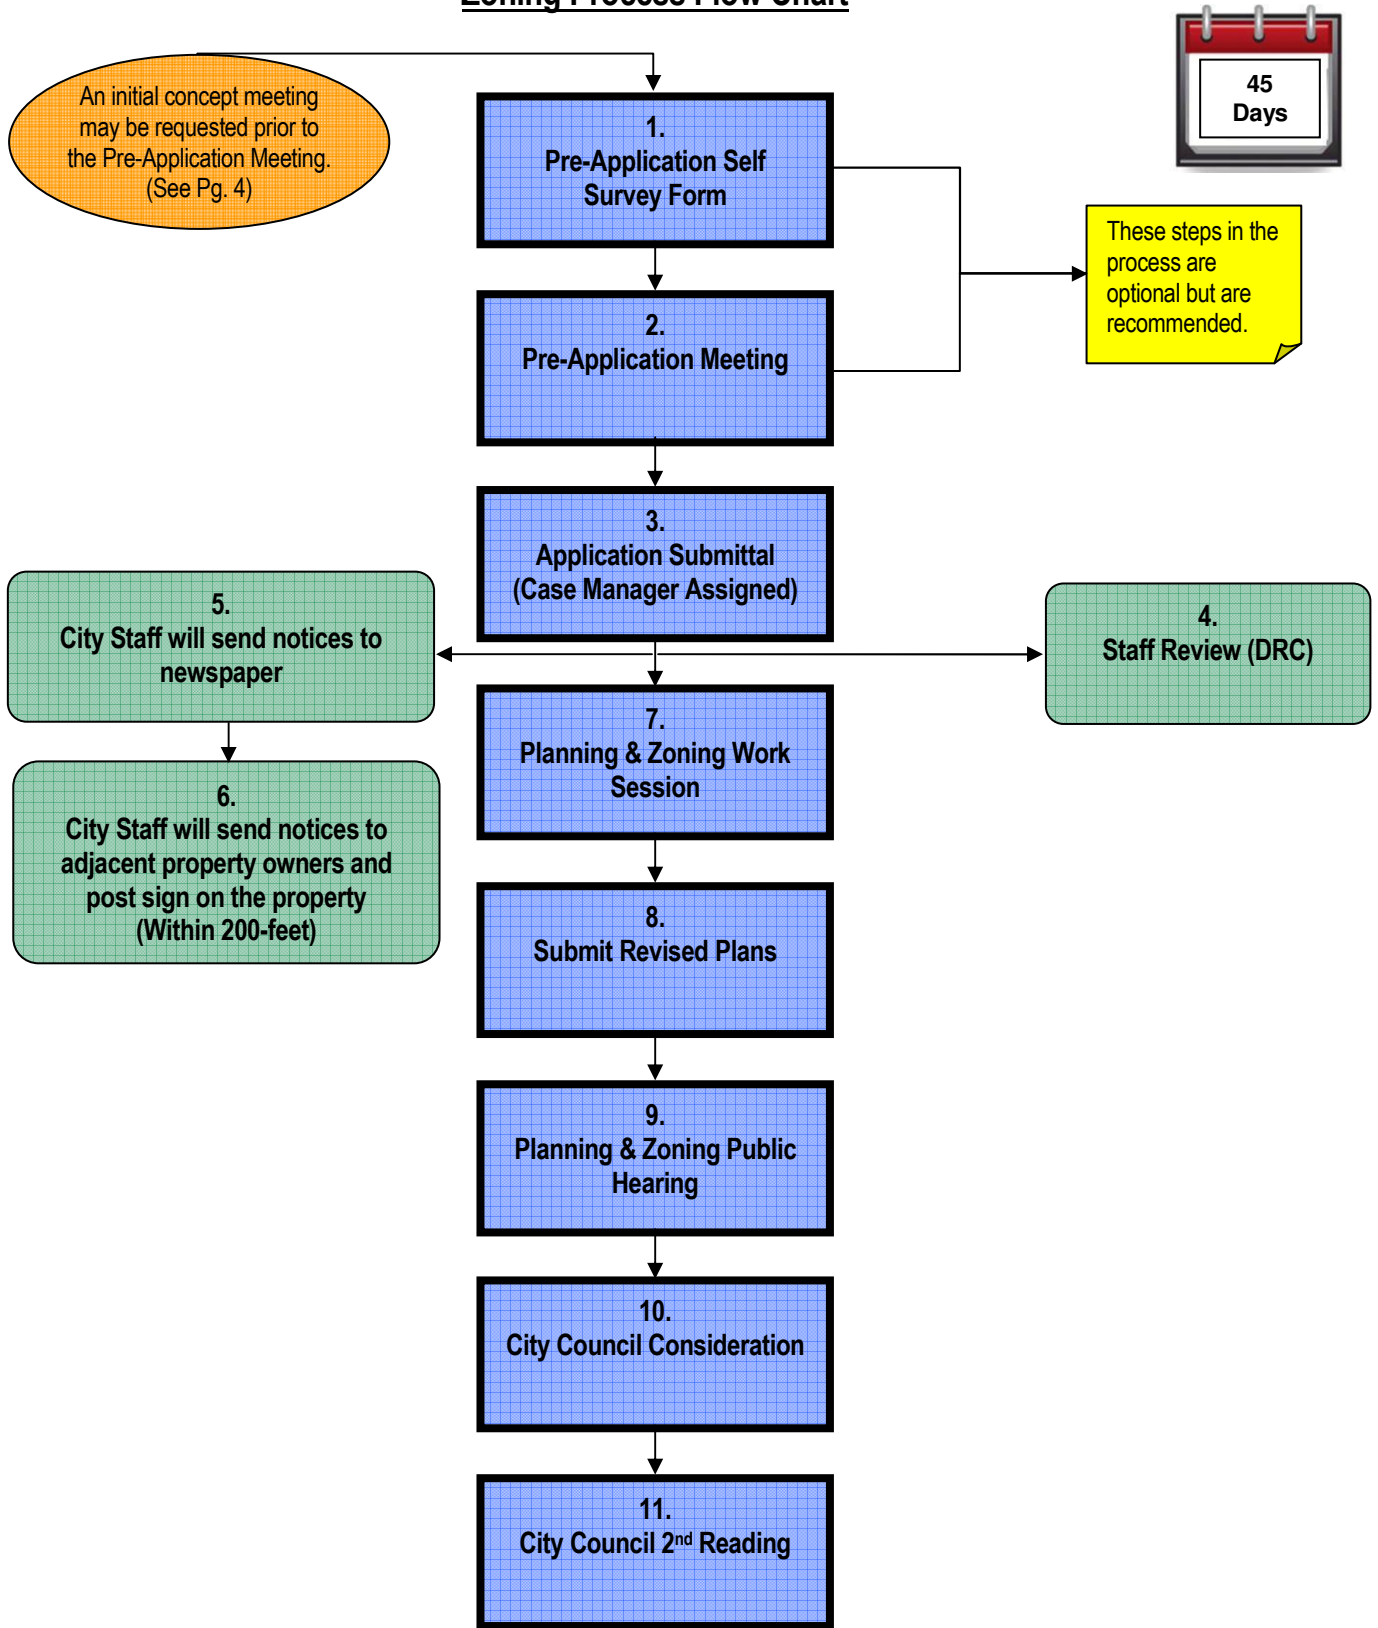 Zoning Process Flow Chart
45
Days
An initial concept meeting
may be requested prior to
the Pre-Application Meeting.
(See Pg. 4)
1.
Pre-Application Self
Survey Form
These steps in the
process are
optional but are
recommended.
2.
Pre-Application Meeting
3.
Application Submittal
(Case Manager Assigned)
5.
City Staff will send notices to
newspaper
4.
Staff Review (DRC)
7.
Planning & Zoning Work
Session
6.
City Staff will send notices to
adjacent property owners and
post sign on the property
(Within 200-feet)
8.
Submit Revised Plans
9.
Planning & Zoning Public
Hearing
10.
City Council Consideration
11.
City Council 2nd Reading